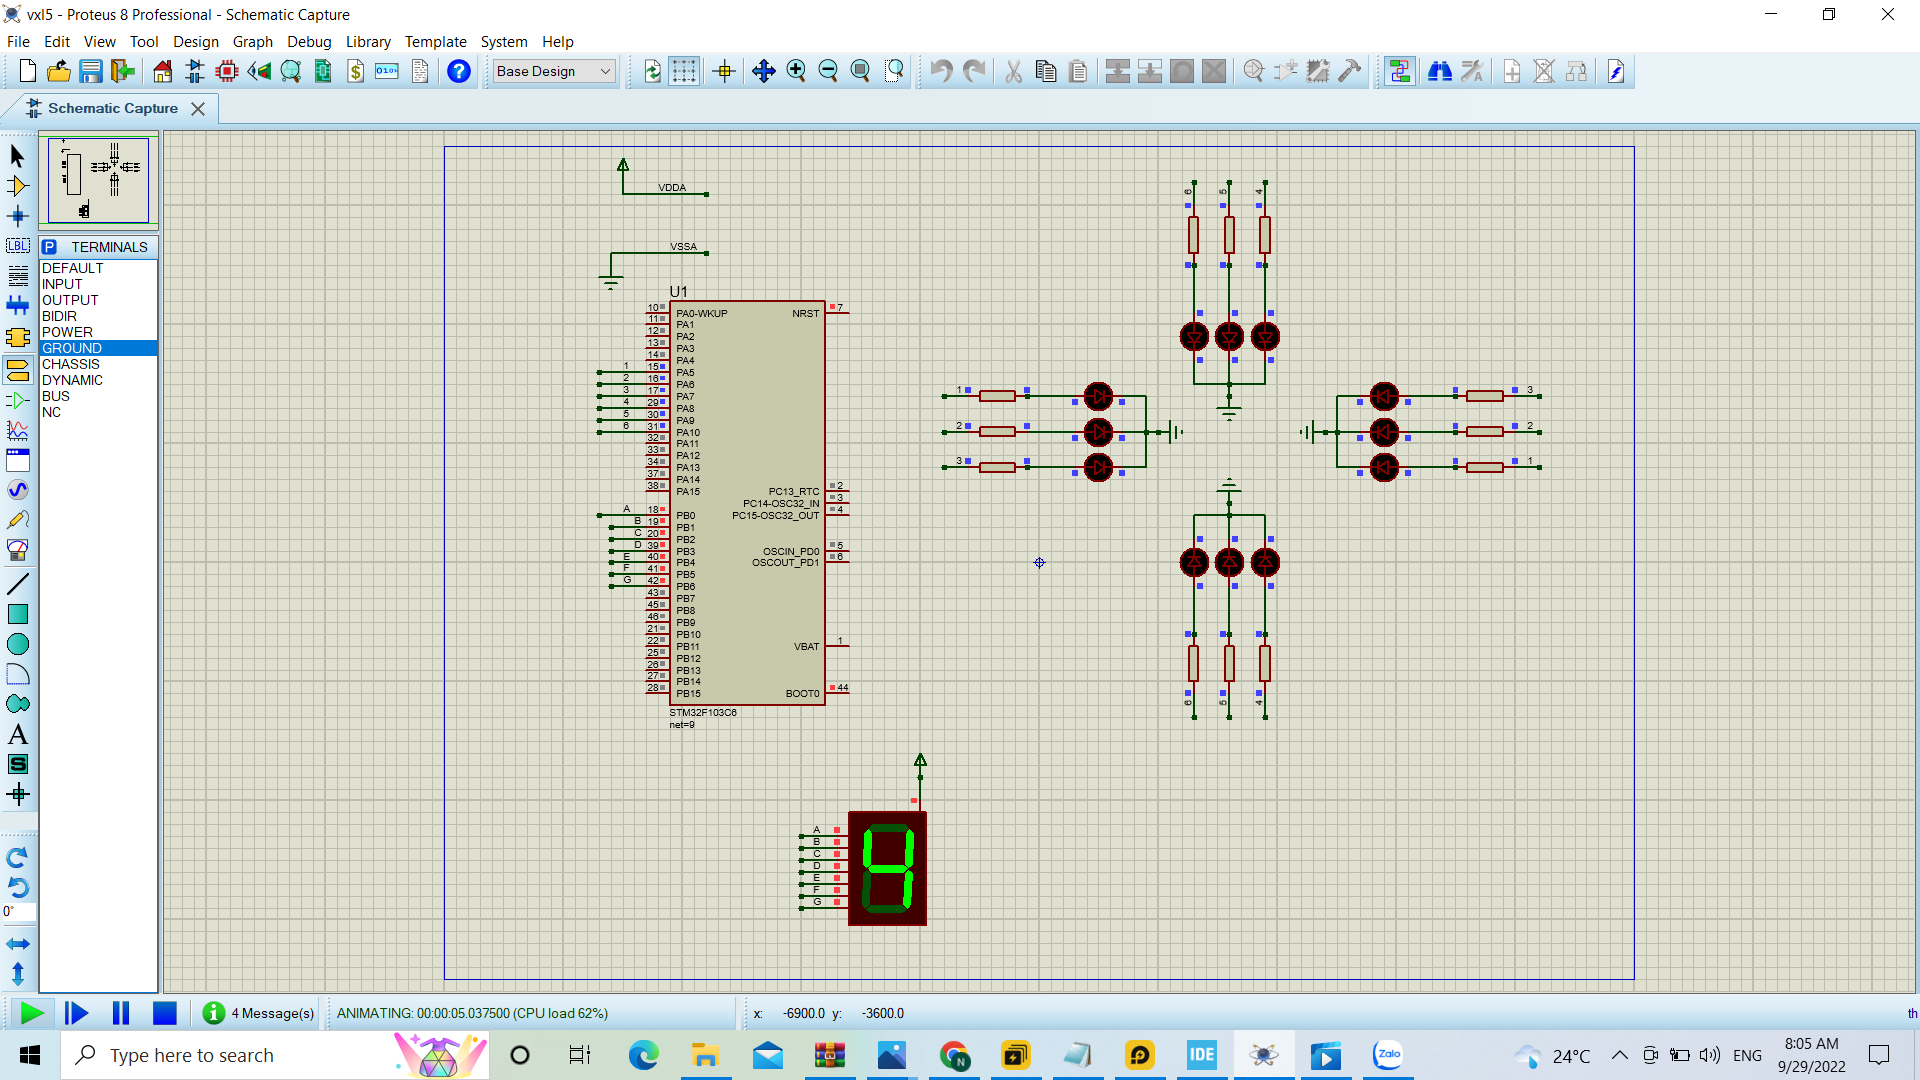 vxl5 - Proteus 8 Professional - Schematic Capture
File Edit View Tool Design Graph Debug Library Template System Help
Base Design
Schematic Capture
TERMINALS
DEFAULT
INPUT
OUTPUT
BIDIR
POWER
GROUND
CHASSIS
DYNAMIC
BUS
NC
LBL
P
A
S
0°
VDDA
VSSA
U1
10 PA0-WKUP NRST 7
11 PA1
12 PA2
13 PA3
14 PA4
1 15 PA5
2 16 PA6
3 17 PA7
4 29 PA8
5 30 PA9
6 31 PA10
32 PA11
33 PA12
34 PA13
37 PA14
38 PA15 PC13_RTC 2
PC14-OSC32_IN 3
A 18 PB0 PC15-OSC32_OUT 4
B 19 PB1
C 20 PB2
D 39 PB3 OSCIN_PD0 5
E 40 PB4 OSCOUT_PD1 6
F 41 PB5
G 42 PB6
43 PB7
45 PB8
46 PB9
21 PB10
22 PB11 VBAT 1
25 PB12
26 PB13
27 PB14
28 PB15 BOOT0 44
STM32F103C6
net=9
6 5 4
1
2
3
3
2
1
6 5 4
A
B
C
D
E
F
G
4
4 Message(s) ANIMATING: 00:00:05.037500 (CPU load 62%) x: -6900.0 y: -3600.0 th
Type here to search
IDE
Zalo
24°C ENG
8:05 AM
9/29/2022